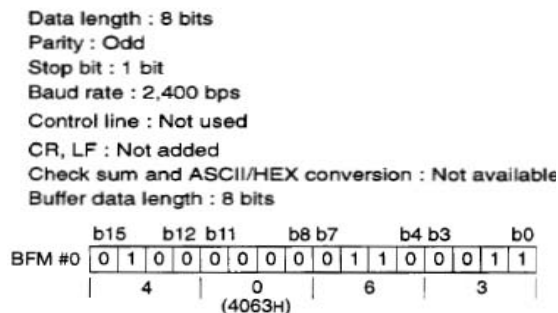 Data length : 8 bits
Parity : Odd
Stop bit : 1 bit
Baud rate : 2,400 bps
Control line : Not used
CR, LF : Not added
Check sum and ASCII/HEX conversion : Not available
Buffer data length : 8 bits
b15 b12 b11 b8 b7 b4 b3 b0
BFM #0 0 1 0 0 0 0 0 0 0 1 1 0 0 0 1 1
4 0 6 3
(4063H)